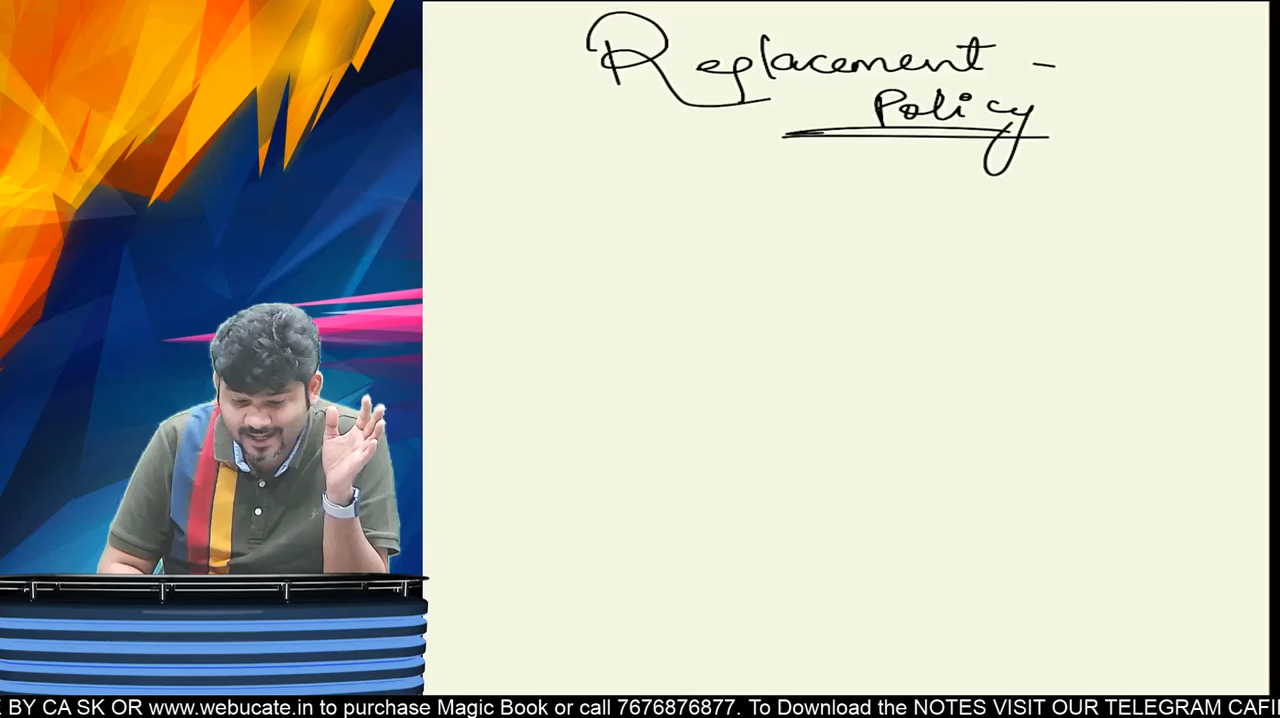 Replacement -
Policy
E BY CA SK OR www.webucate.in to purchase Magic Book or call 7676876877. To Download the NOTES VISIT OUR TELEGRAM CAFI